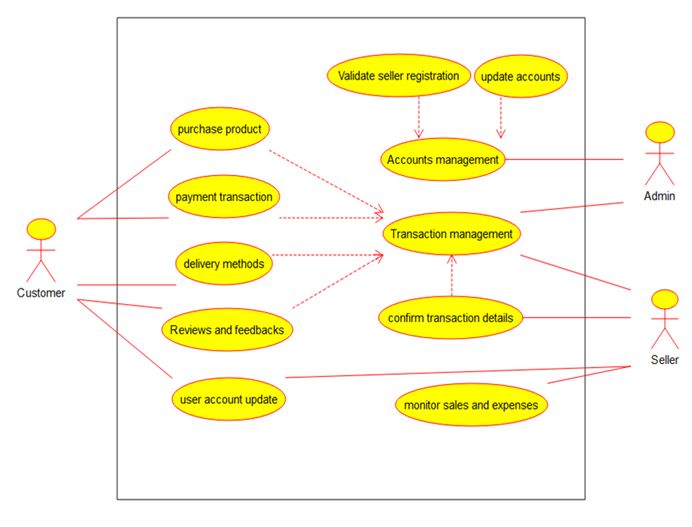 Validate seller registration
update accounts
purchase product
Accounts management
Admin
payment transaction
Transaction management
delivery methods
Customer
confirm transaction details
Reviews and feedbacks
Seller
user account update
monitor sales and expenses